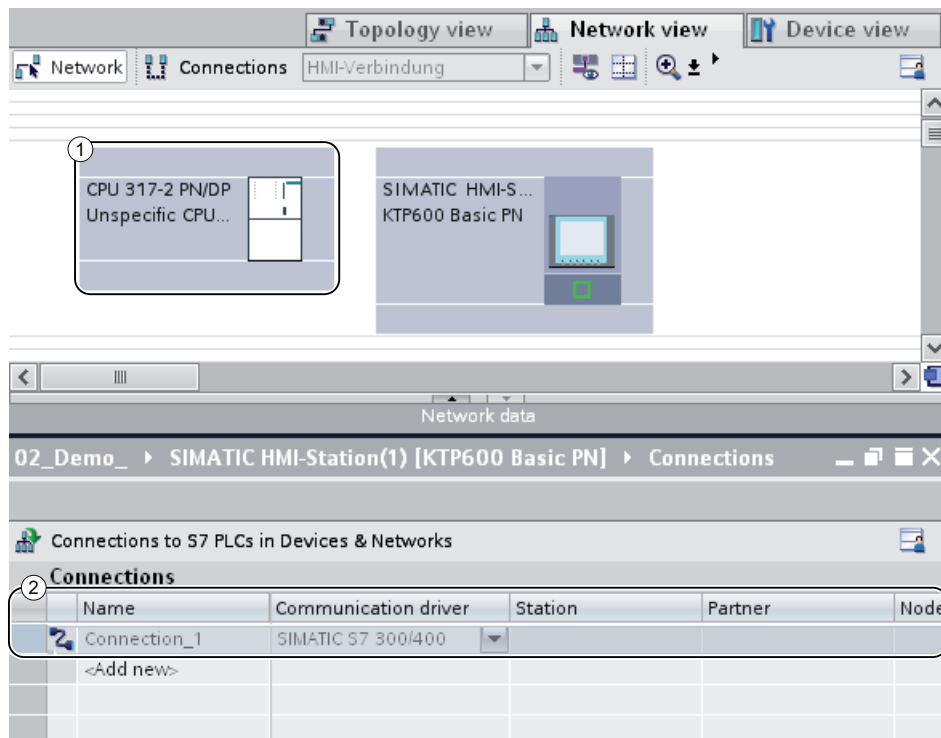 Topology view Network view Device view
Network Connections HMI-Verbindung
1
CPU 317-2 PN/DP
Unspecific CPU...
SIMATIC HMI-S...
KTP600 Basic PN
Network data
02_Demo_ SIMATIC HMI-Station(1) [KTP600 Basic PN] Connections
Connections to S7 PLCs in Devices & Networks
Connections
2
Name Communication driver Station Partner Node
Connection_1 SIMATIC S7 300/400
<Add new>